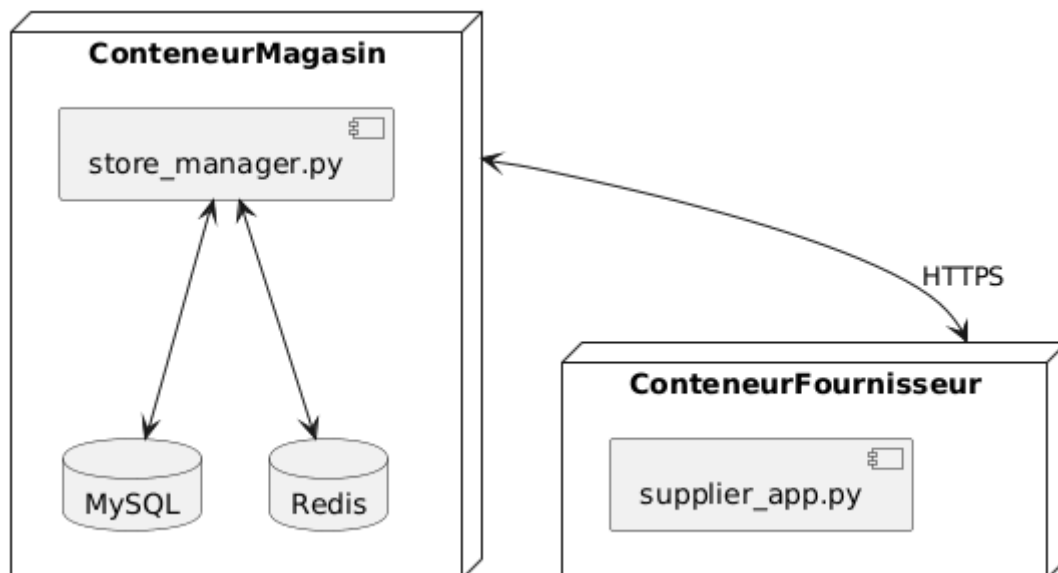 ConteneurMagasin
store_manager.py
MySQL
Redis
HTTPS
ConteneurFournisseur
supplier_app.py